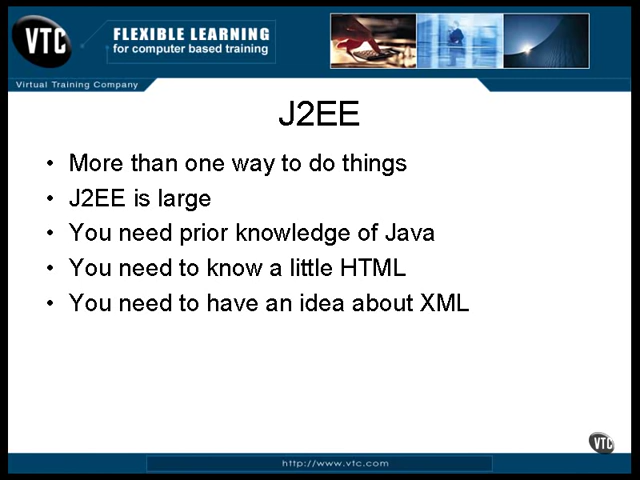 VTC
FLEXIBLE LEARNING
for computer based training
Virtual Training Company
J2EE
• More than one way to do things
• J2EE is large
• You need prior knowledge of Java
• You need to know a little HTML
• You need to have an idea about XML
VTC
http://www.vtc.com